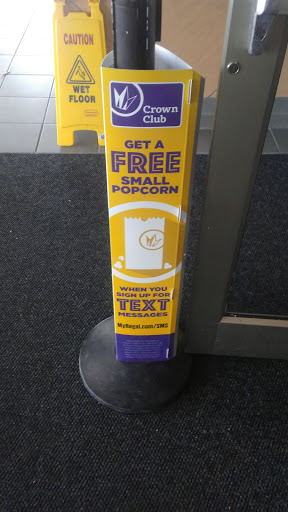 CAUTION
WET
FLOOR
Crown
Club
GET A
FREE
SMALL
POPCORN
WHEN YOU
SIGN UP FOR
TEXT
MESSAGES
MyRegal.com/SMS